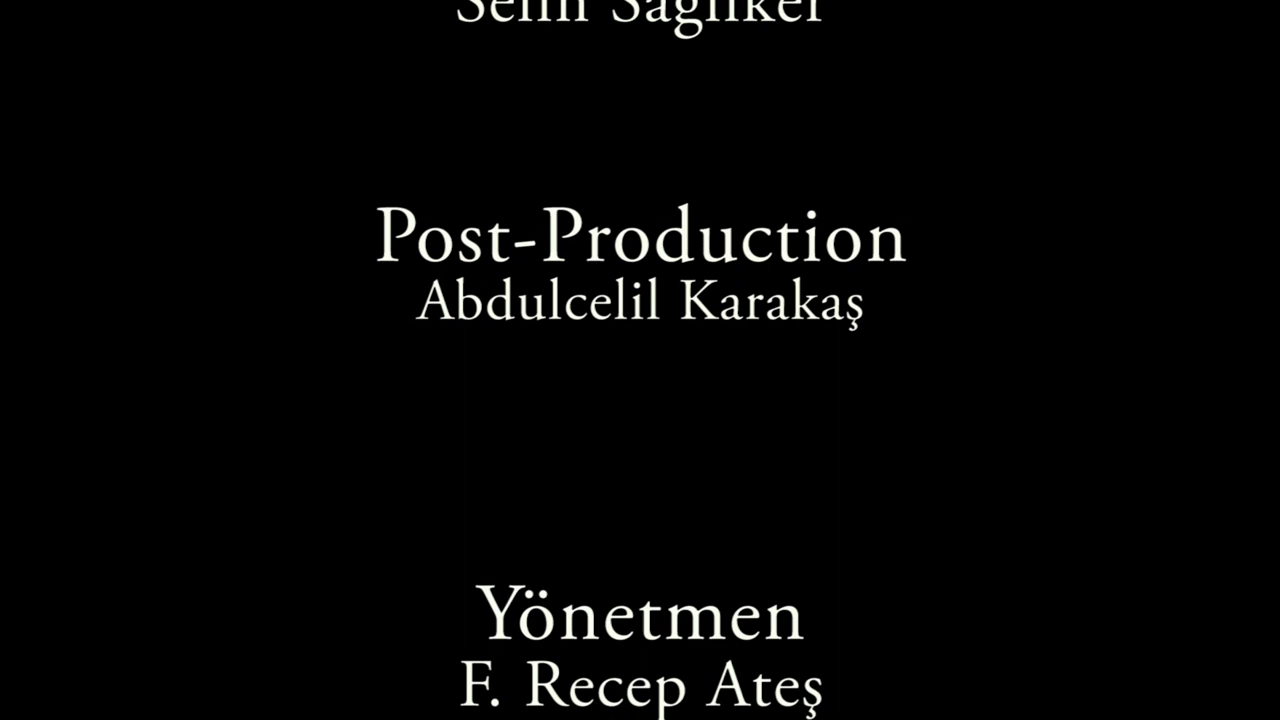 Post-Production
Abdulcelil Karakaş
Yönetmen
F. Recep Ateş